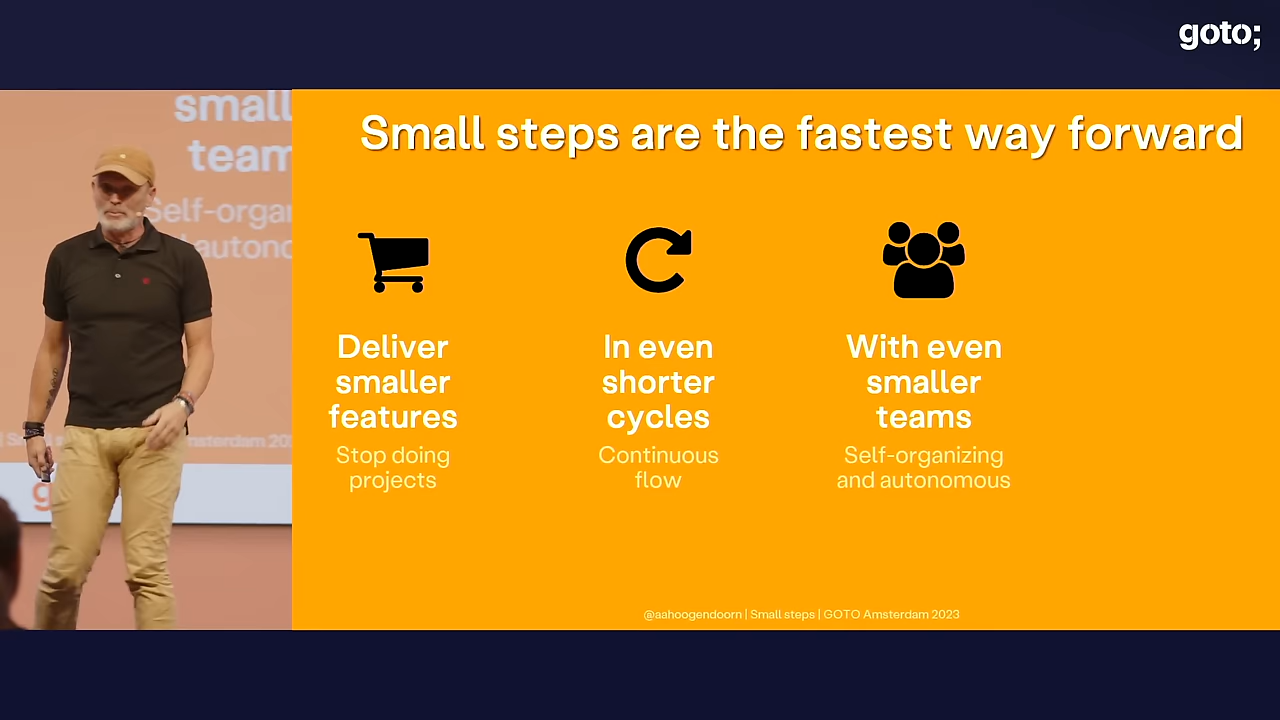 goto;
small
team
Self-organ
autono
Small steps are the fastest way forward
Deliver
smaller
features
Stop doing
projects
In even
shorter
cycles
Continuous
flow
With even
smaller
teams
Self-organizing
and autonomous
@aahoogendoorn | Small steps | GOTO Amsterdam 2023